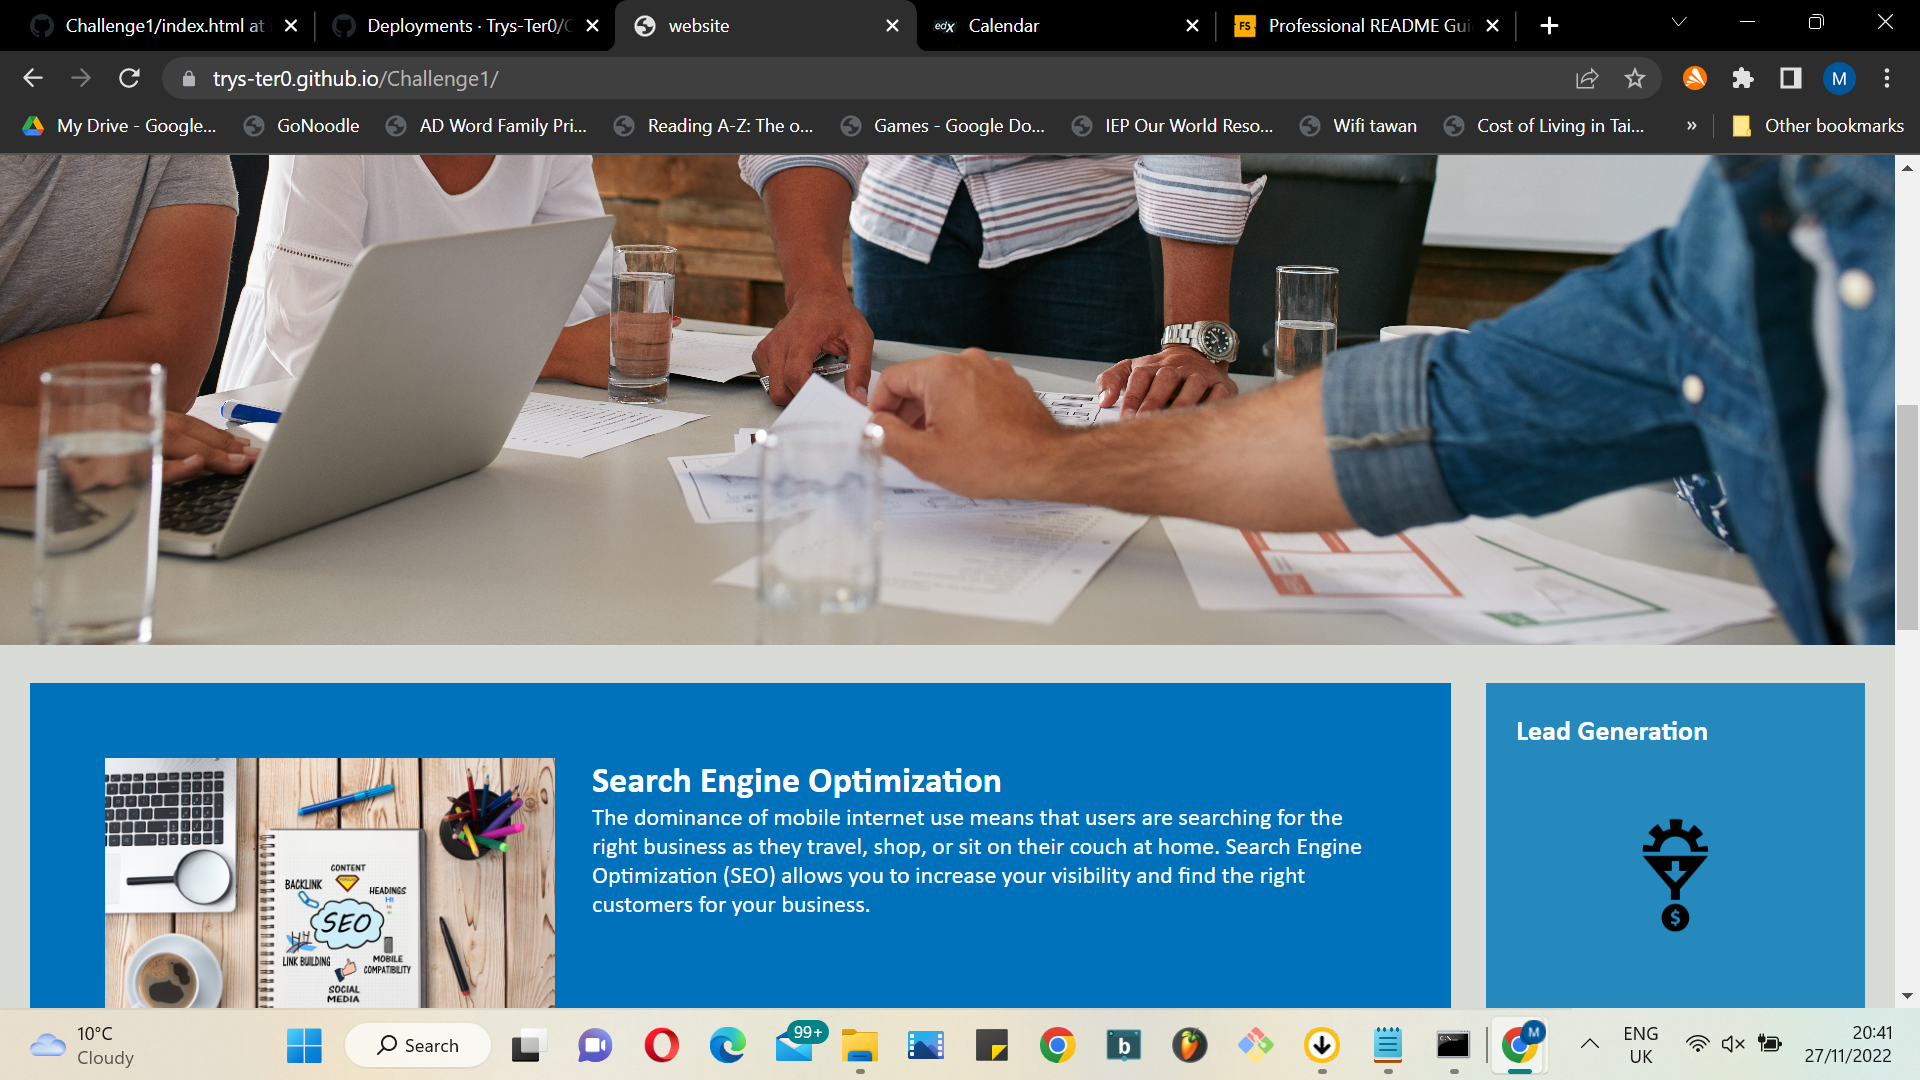 Challenge1/index.html at
Deployments · Trys-Ter0/C
website
edX Calendar
FS Professional README Gui
trys-ter0.github.io/Challenge1/
M
My Drive - Google...
GoNoodle
AD Word Family Pri...
Reading A-Z: The o...
Games - Google Do...
IEP Our World Reso...
Wifi tawan
Cost of Living in Tai...
»
Other bookmarks
Search Engine Optimization
The dominance of mobile internet use means that users are searching for the
right business as they travel, shop, or sit on their couch at home. Search Engine
Optimization (SEO) allows you to increase your visibility and find the right
customers for your business.
CONTENT
BACKLINK
HEADINGS
H1
SEO
LINK BUILDING
MOBILE
COMPATIBILITY
SOCIAL
MEDIA
Lead Generation
$
10°C
Cloudy
Search
99+
b
M
ENG
UK
20:41
27/11/2022